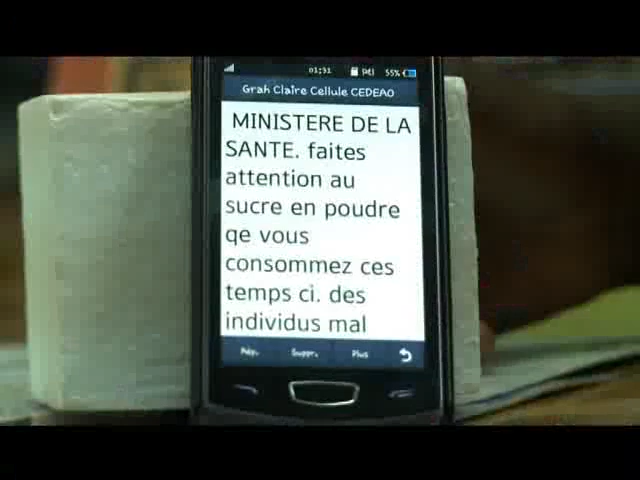 01:31 55%
Grah Claire Cellule CEDEAO
MINISTERE DE LA
SANTE. faites
attention au
sucre en poudre
qe vous
consommez ces
temps ci. des
individus mal
Rép. Suppr. Plus